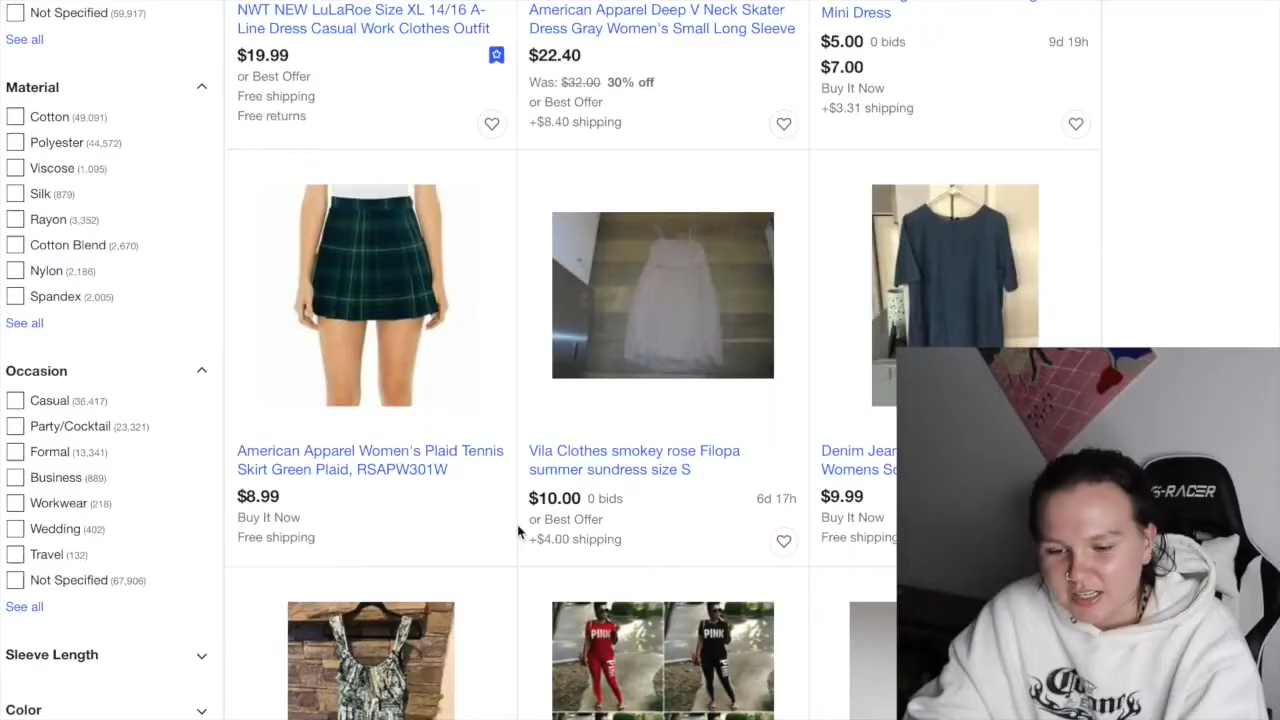 Not Specified (59,917)
See all
Material
Cotton (49,091)
Polyester (44,572)
Viscose (1,095)
Silk (879)
Rayon (3,352)
Cotton Blend (2,670)
Nylon (2,186)
Spandex (2,005)
See all
Occasion
Casual (36,417)
Party/Cocktail (23,321)
Formal (13,341)
Business (889)
Workwear (218)
Wedding (402)
Travel (132)
Not Specified (67,906)
See all
Sleeve Length
Color
NWT NEW LuLaRoe Size XL 14/16 A-
Line Dress Casual Work Clothes Outfit
$19.99
or Best Offer
Free shipping
Free returns
American Apparel Deep V Neck Skater
Dress Gray Women's Small Long Sleeve
$22.40
Was: $32.00 30% off
or Best Offer
+$8.40 shipping
Mini Dress
$5.00 0 bids 9d 19h
$7.00
Buy It Now
+$3.31 shipping
American Apparel Women's Plaid Tennis
Skirt Green Plaid, RSAPW301W
$8.99
Buy It Now
Free shipping
Vila Clothes smokey rose Filopa
summer sundress size S
$10.00 0 bids 6d 17h
or Best Offer
+$4.00 shipping
Denim Jear
Womens
$9.99
Buy It Now
Free shipping
PINK
PINK
S-RACER